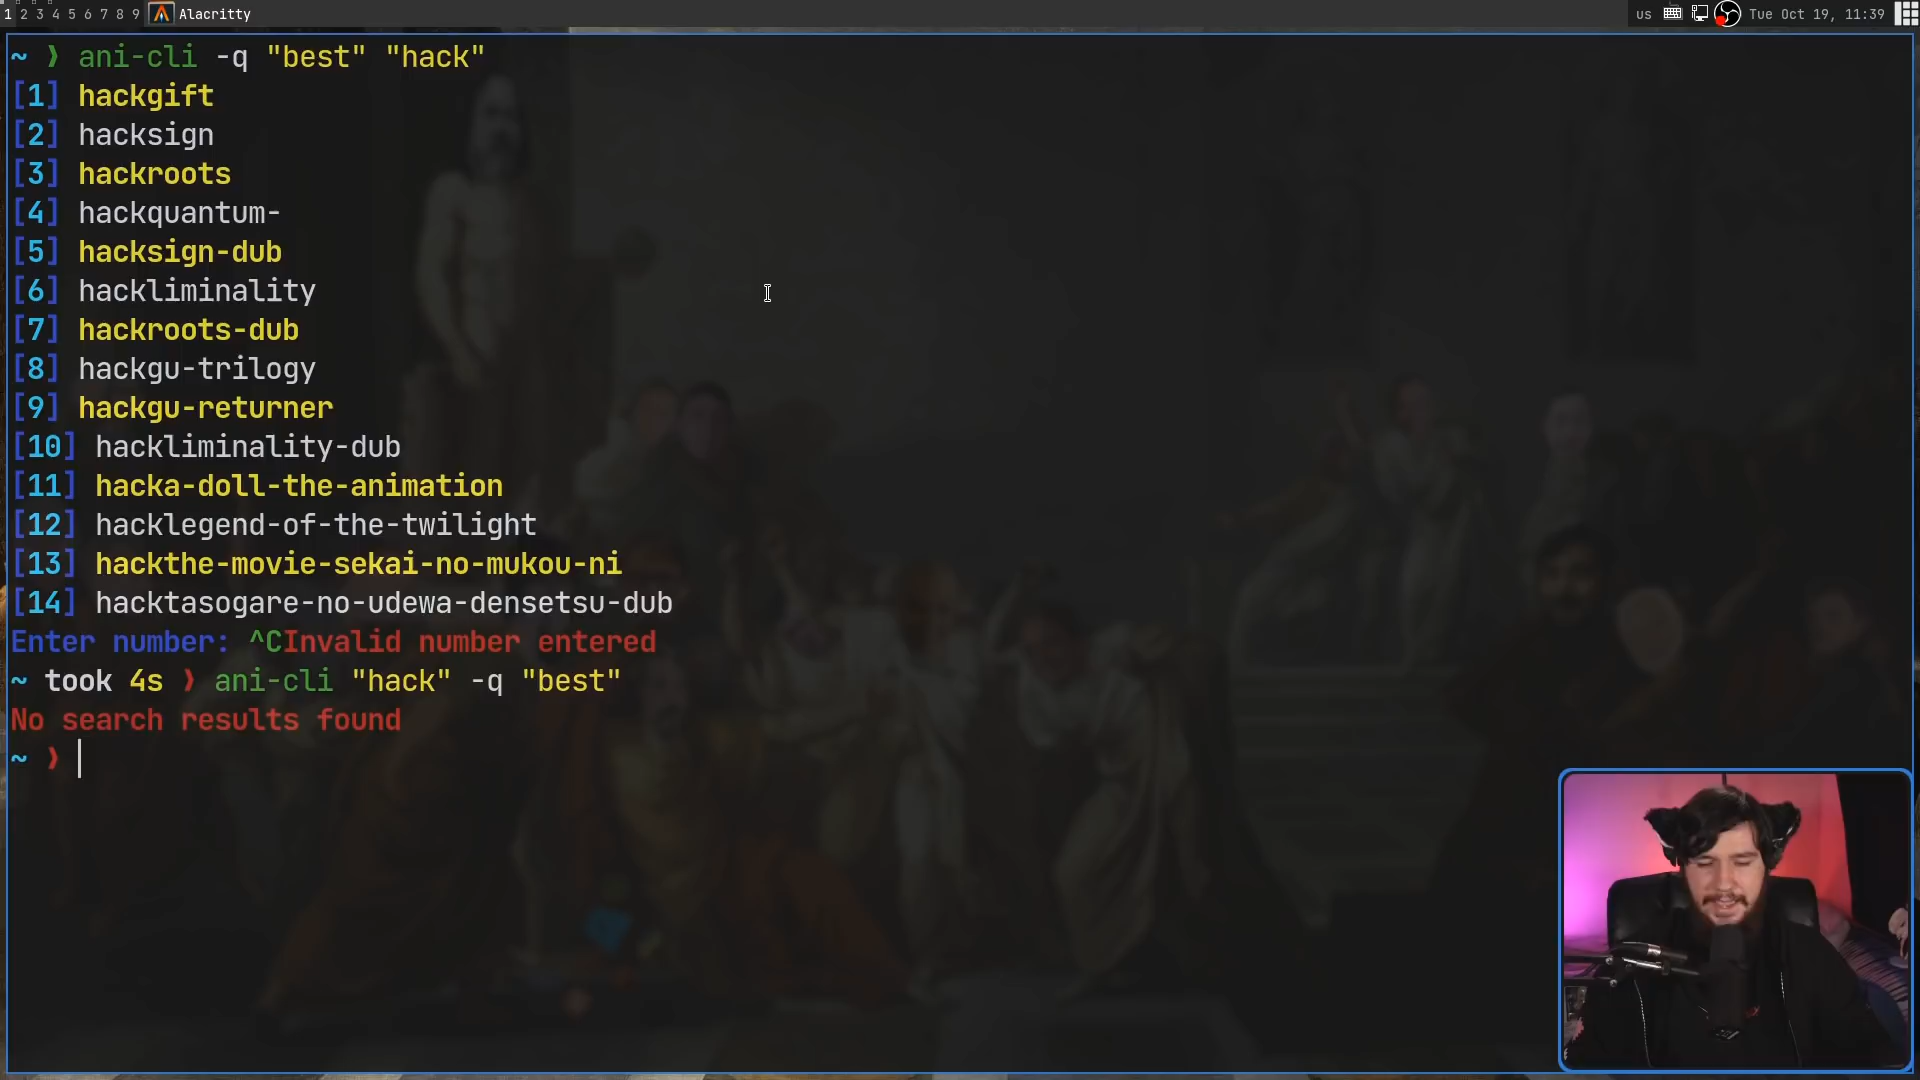 1 2 3 4 5 6 7 8 9 Alacritty us Tue Oct 19, 11:39
~ ❯ ani-cli -q "best" "hack"
[1] hackgift
[2] hacksign
[3] hackroots
[4] hackquantum-
[5] hacksign-dub
[6] hackliminality
[7] hackroots-dub
[8] hackgu-trilogy
[9] hackgu-returner
[10] hackliminality-dub
[11] hacka-doll-the-animation
[12] hacklegend-of-the-twilight
[13] hackthe-movie-sekai-no-mukou-ni
[14] hacktasogare-no-udewa-densetsu-dub
Enter number: ^CInvalid number entered
~ took 4s ❯ ani-cli "hack" -q "best"
No search results found
~ ❯